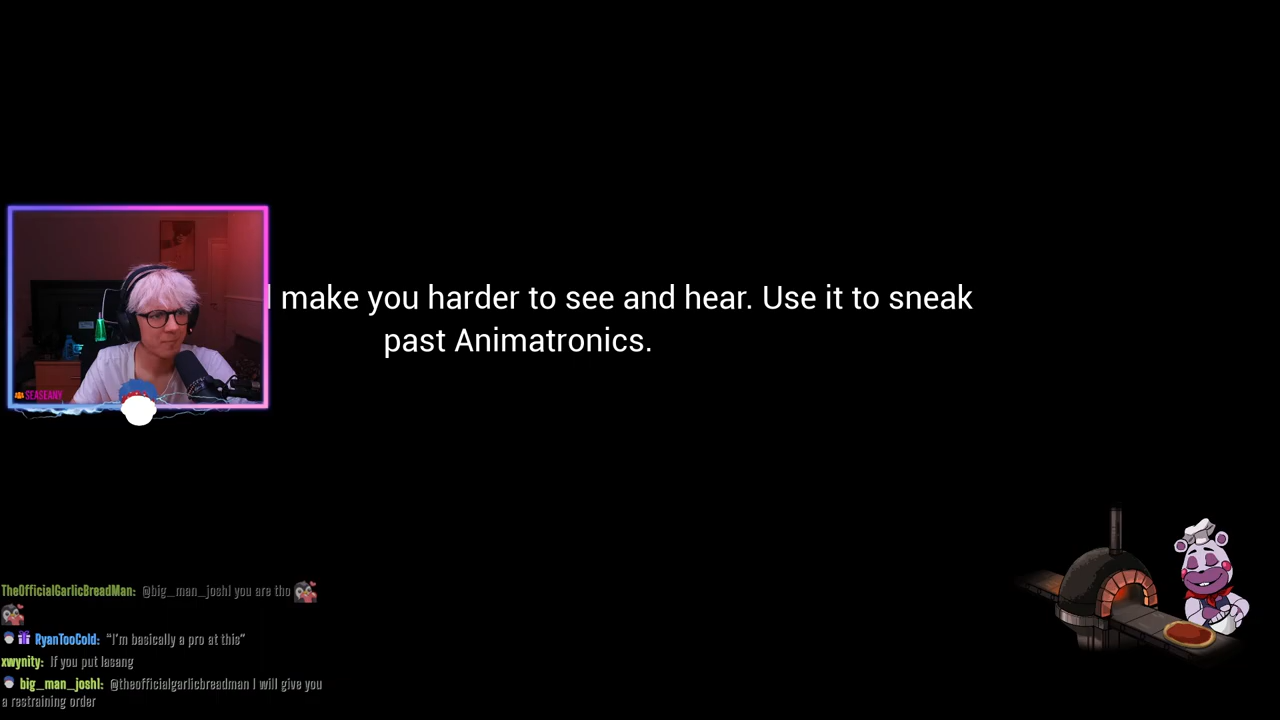 make you harder to see and hear. Use it to sneak
past Animatronics.
SEASEANY
TheOfficialGarlicBreadMan: @big_man_joshl you are tho
RyanTooCold: "I'm basically a pro at this"
xwynity: If you put lasang
big_man_joshl: @theofficialgarlicbreadman I will give you
a restraining order